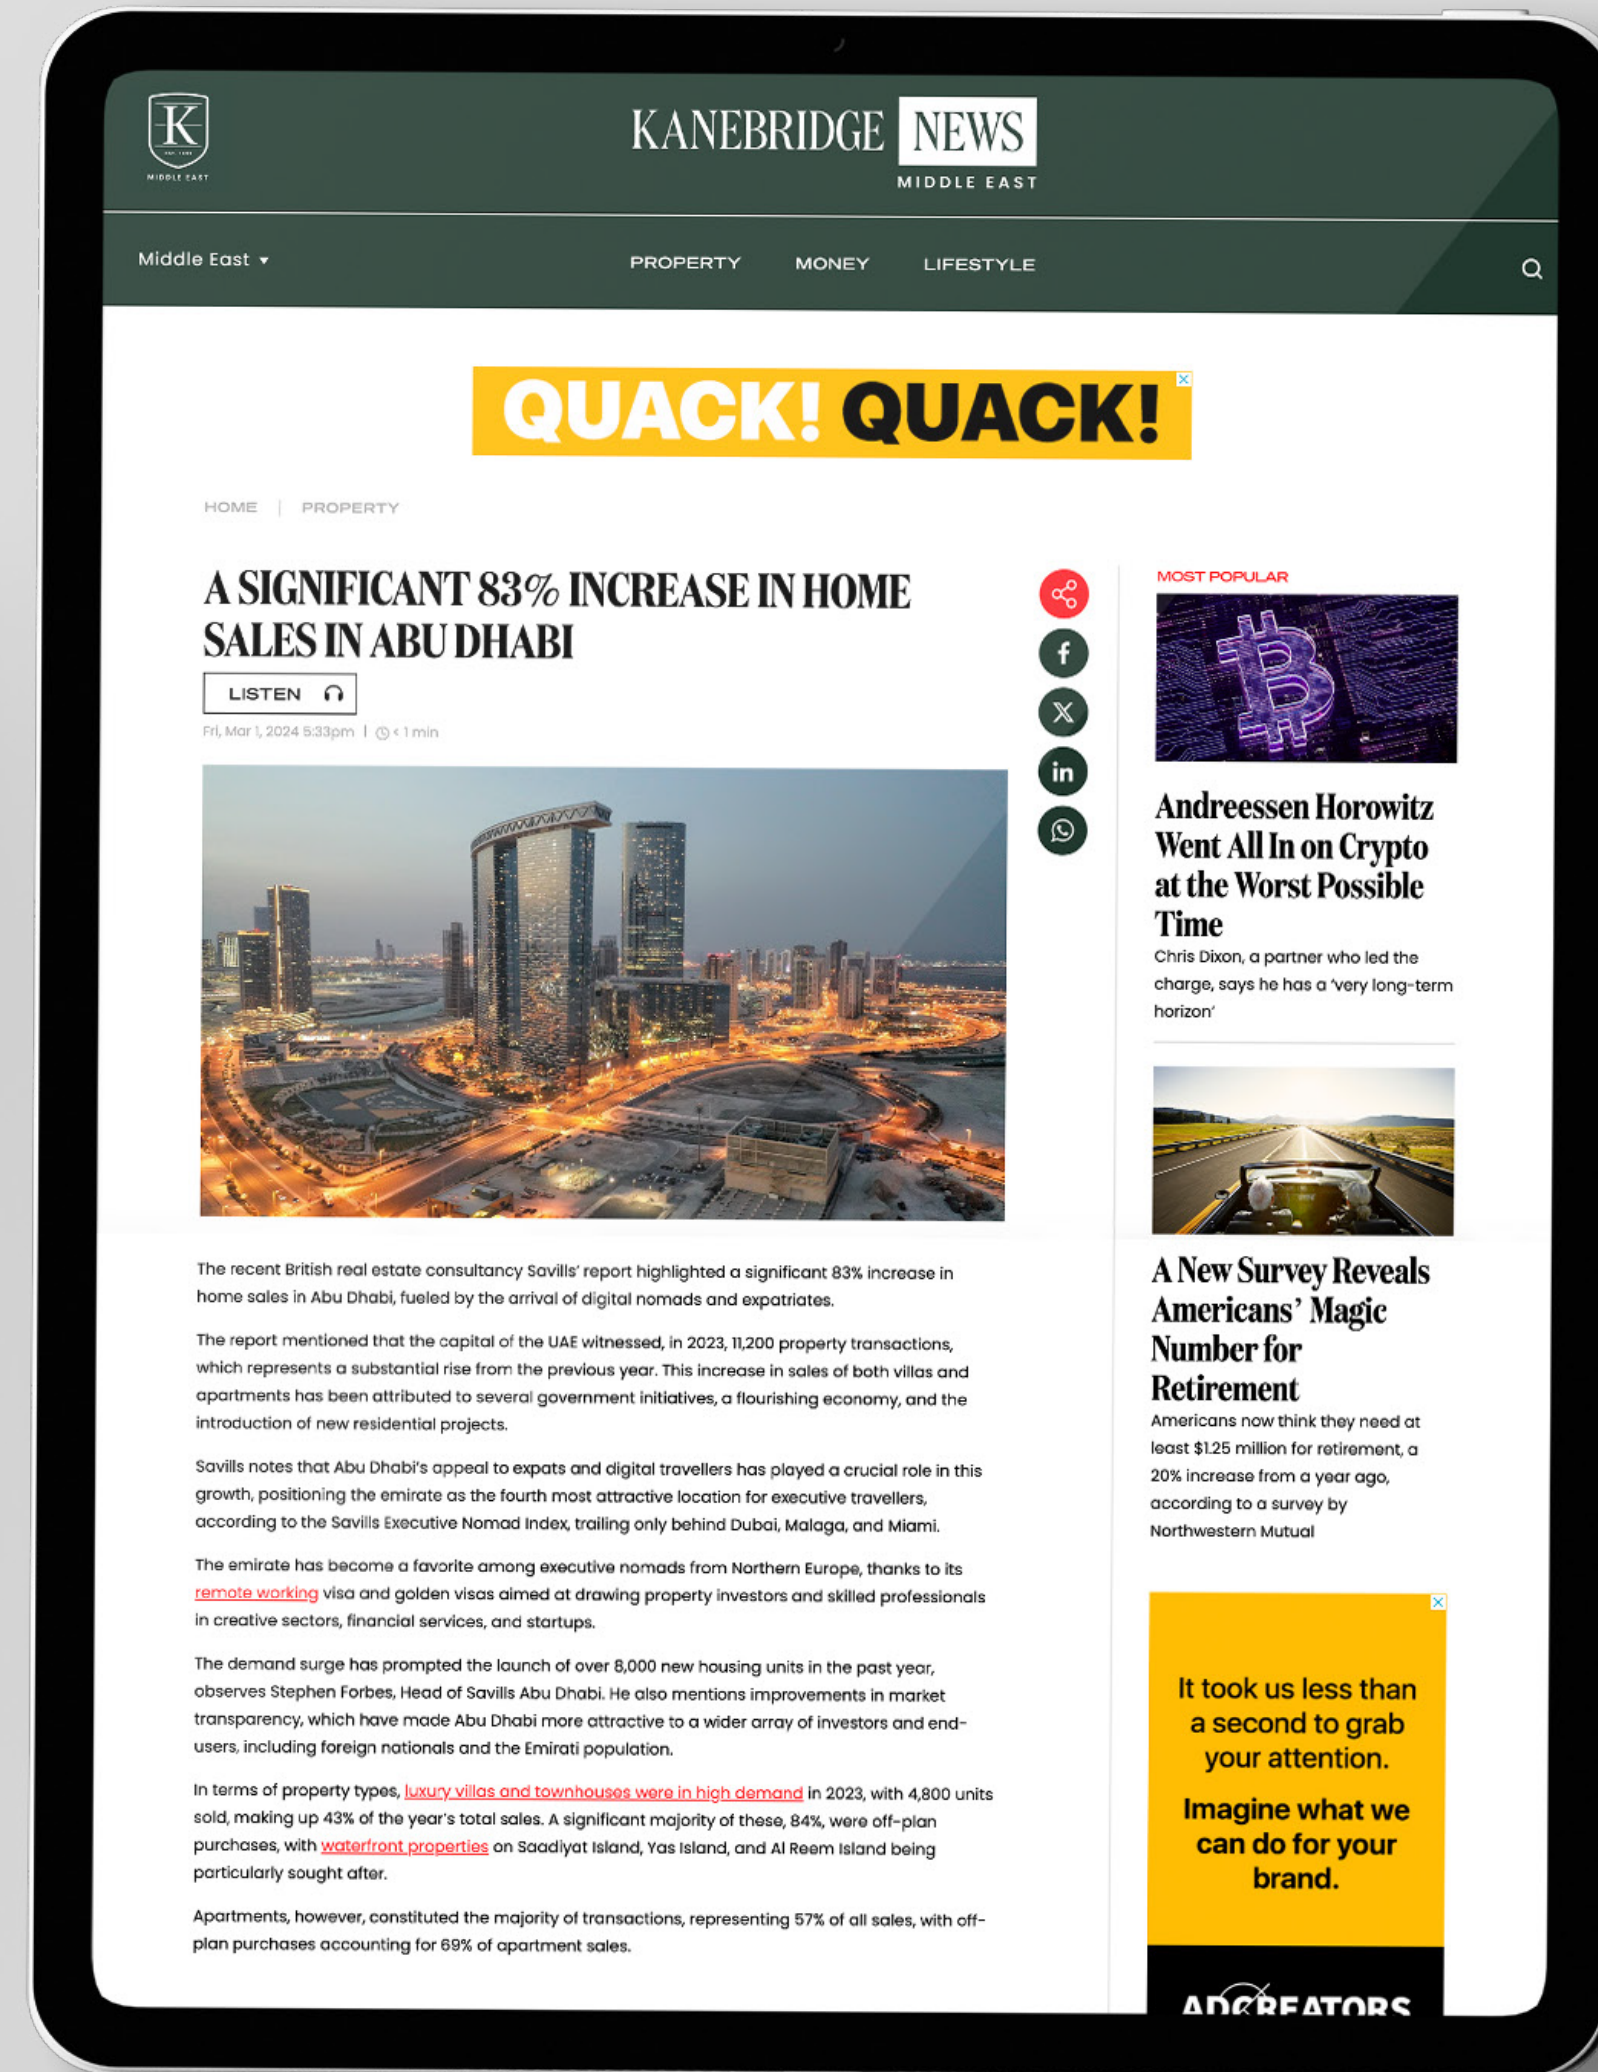 K
MIDDLE EAST
KANEBRIDGE NEWS
MIDDLE EAST
Middle East
PROPERTY MONEY LIFESTYLE
QUACK! QUACK!
HOME | PROPERTY
A SIGNIFICANT 83% INCREASE IN HOME
SALES IN ABU DHABI
LISTEN
Fri, Mar 1, 2024 5:33pm | < 1 min
The recent British real estate consultancy Savills' report highlighted a significant 83% increase in
home sales in Abu Dhabi, fueled by the arrival of digital nomads and expatriates.
The report mentioned that the capital of the UAE witnessed, in 2023, 11,200 property transactions,
which represents a substantial rise from the previous year. This increase in sales of both villas and
apartments has been attributed to several government initiatives, a flourishing economy, and the
introduction of new residential projects.
Savills notes that Abu Dhabi's appeal to expats and digital travellers has played a crucial role in this
growth, positioning the emirate as the fourth most attractive location for executive travellers,
according to the Savills Executive Nomad Index, trailing only behind Dubai, Malaga, and Miami.
The emirate has become a favorite among executive nomads from Northern Europe, thanks to its
remote working visa and golden visas aimed at drawing property investors and skilled professionals
in creative sectors, financial services, and startups.
The demand surge has prompted the launch of over 8,000 new housing units in the past year,
observes Stephen Forbes, Head of Savills Abu Dhabi. He also mentions improvements in market
transparency, which have made Abu Dhabi more attractive to a wider array of investors and end-
users, including foreign nationals and the Emirati population.
In terms of property types, luxury villas and townhouses were in high demand in 2023, with 4,800 units
sold, making up 43% of the year's total sales. A significant majority of these, 84%, were off-plan
purchases, with waterfront properties on Saadiyat Island, Yas Island, and Al Reem Island being
particularly sought after.
Apartments, however, constituted the majority of transactions, representing 57% of all sales, with off-
plan purchases accounting for 69% of apartment sales.
f
X
in
MOST POPULAR
Andreessen Horowitz
Went All In on Crypto
at the Worst Possible
Time
Chris Dixon, a partner who led the
charge, says he has a 'very long-term
horizon'
A New Survey Reveals
Americans' Magic
Number for
Retirement
Americans now think they need at
least $1.25 million for retirement, a
20% increase from a year ago,
according to a survey by
Northwestern Mutual
It took us less than
a second to grab
your attention.
Imagine what we
can do for your
brand.
ADCREATORS